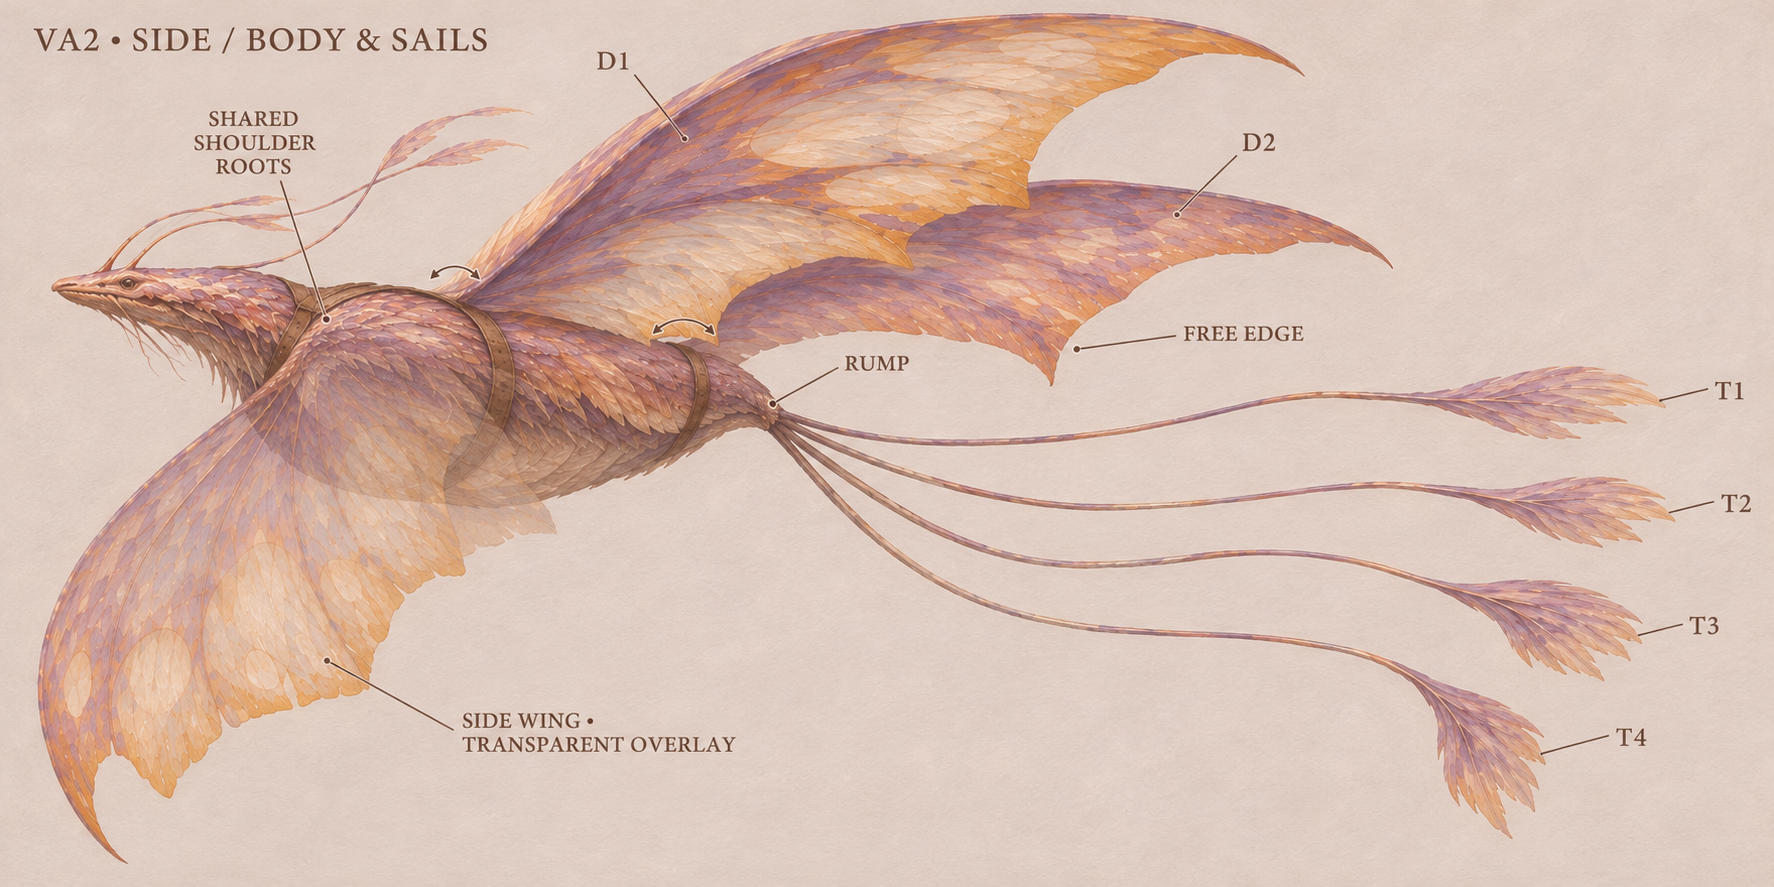 VA2 • SIDE / BODY & SAILS
D1
SHARED
SHOULDER
ROOTS
D2
FREE EDGE
RUMP
T1
T2
T3
T4
SIDE WING •
TRANSPARENT OVERLAY